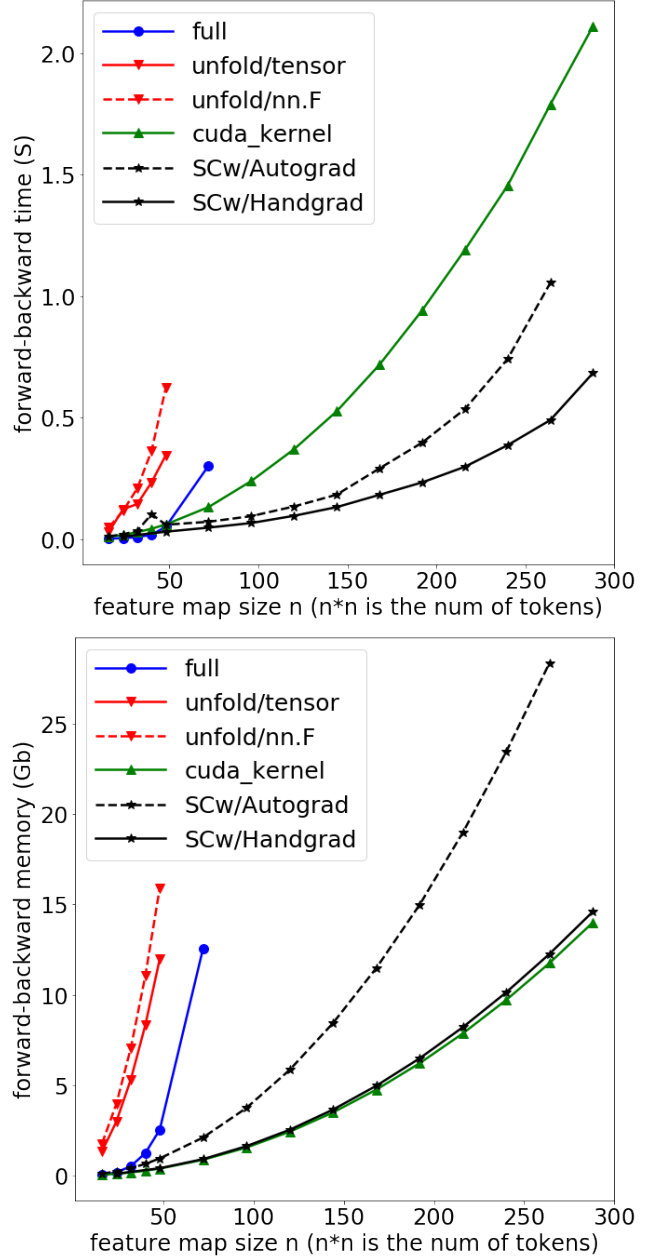 full
unfold/tensor
unfold/nn.F
cuda_kernel
SCw/Autograd
SCw/Handgrad
2.0
1.5
1.0
0.5
0.0
forward-backward time (S)
50 100 150 200 250 300
feature map size n (n*n is the num of tokens)
full
unfold/tensor
unfold/nn.F
cuda_kernel
SCw/Autograd
SCw/Handgrad
25
20
15
10
5
0
forward-backward memory (Gb)
50 100 150 200 250 300
feature map size n (n*n is the num of tokens)